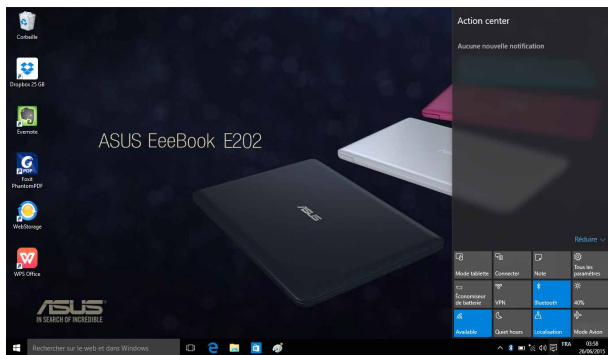 Corbeille
Dropbox 25 GB
Evernote
Foxit
PhantomPDF
WebStorage
WPS Office
ASUS EeeBook E202
ASUS
ASUS
IN SEARCH OF INCREDIBLE
Action center
Aucune nouvelle notification
Réduire
Mode tablette
Connecter
Note
Tous les
paramètres
Économiseur
de batterie
VPN
Bluetooth
40%
Available
Quiet hours
Localisation
Mode Avion
Rechercher sur le web et dans Windows
FRA
03:58
26/06/2015